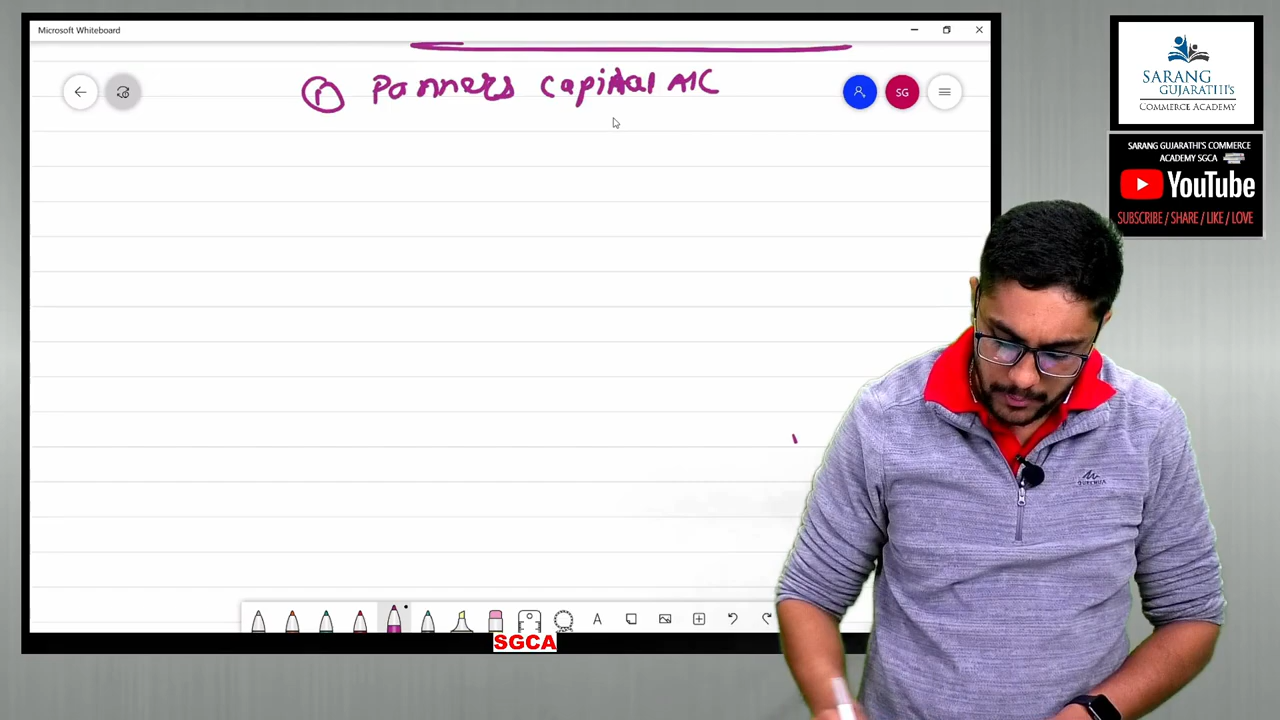 Microsoft Whiteboard
① Partners Capital A/C
SG
SARANG
GUJARATHI'S
COMMERCE ACADEMY
SARANG GUJARATHI'S COMMERCE
ACADEMY SGCA
YouTube
SUBSCRIBE / SHARE / LIKE / LOVE
QUECHUA
A
SGCA